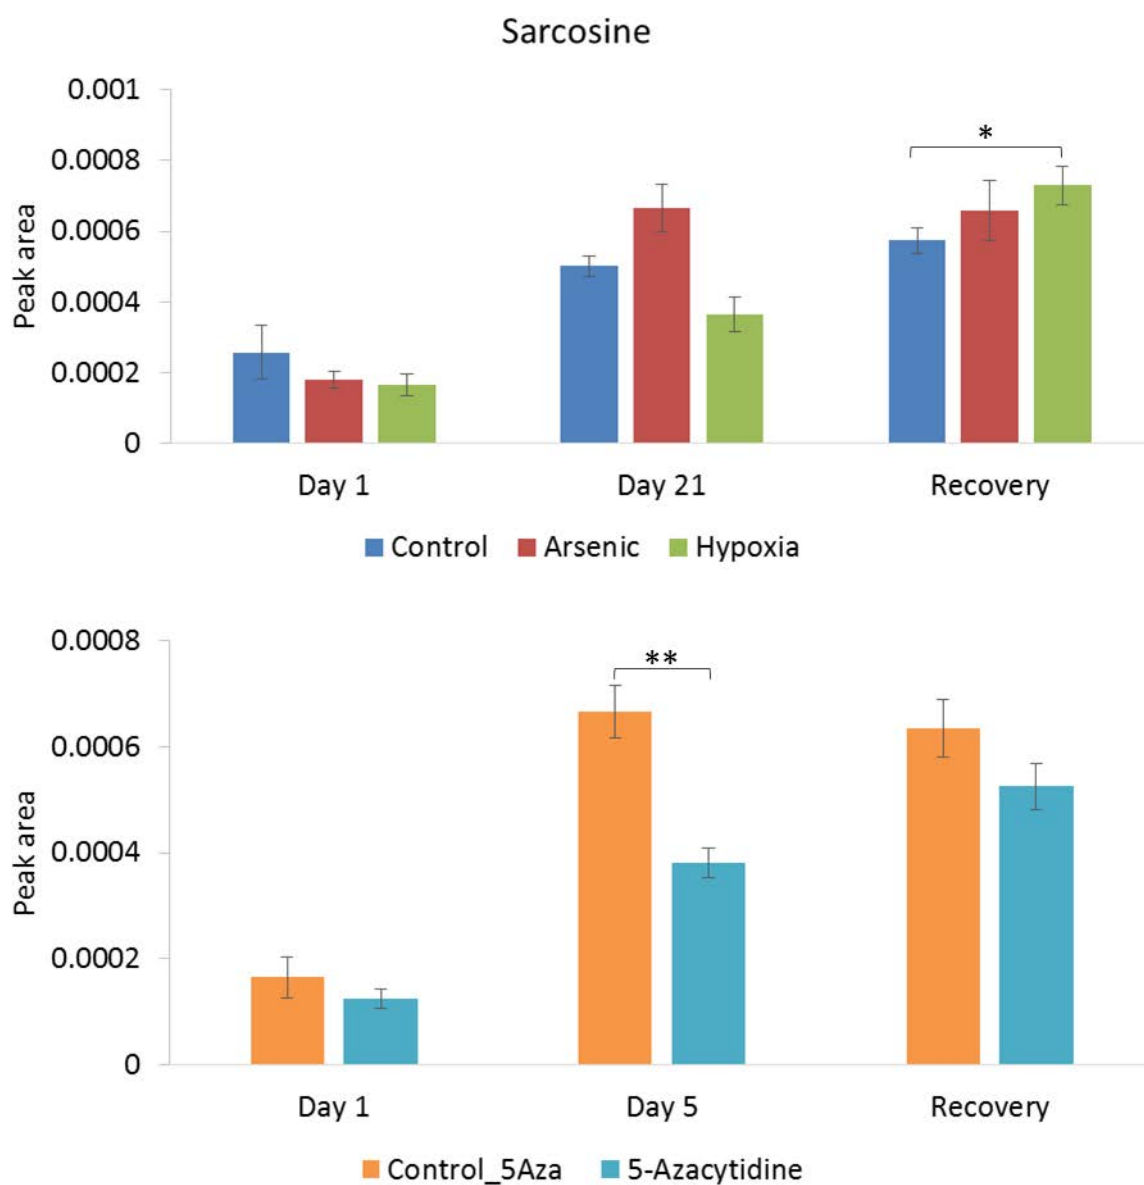 Sarcosine
0.001
0.0008
0.0006
0.0004
0.0002
0
Peak area
*
Day 1 Day 21 Recovery
Control Arsenic Hypoxia
0.0008
0.0006
0.0004
0.0002
0
Peak area
**
Day 1 Day 5 Recovery
Control_5Aza 5-Azacytidine